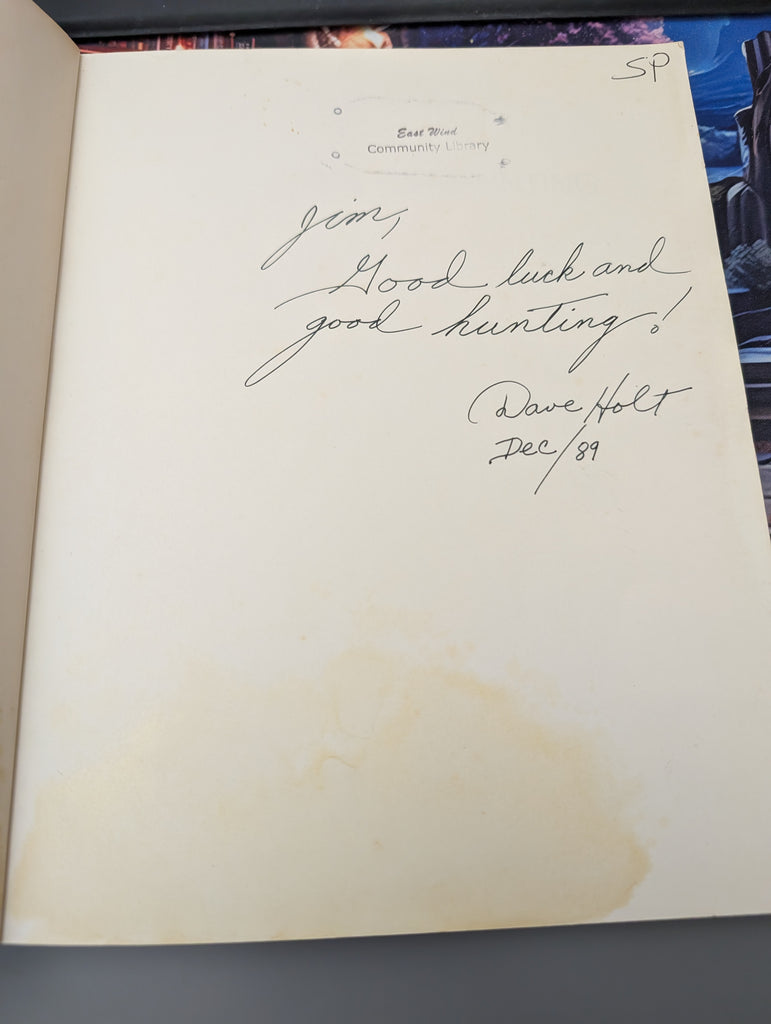 SP
East Wind
Community Library
Jim,
Good luck and
good hunting!
Dave Holt
Dec/89